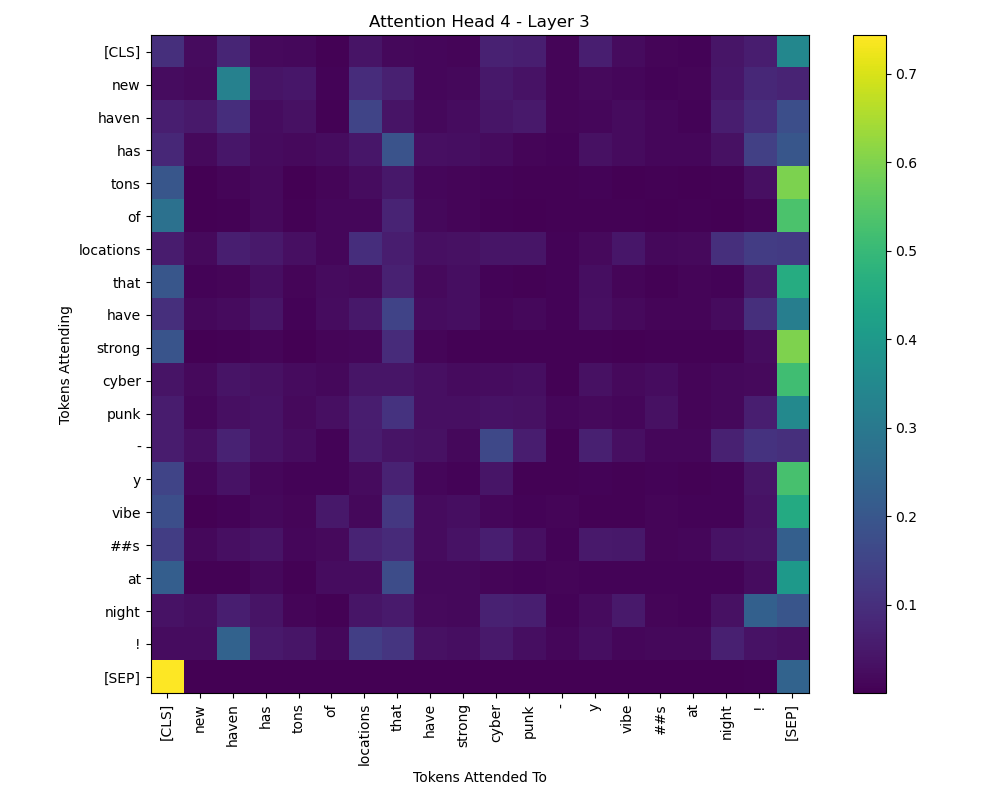 Attention Head 4 - Layer 3
Tokens Attending
[CLS]
new
haven
has
tons
of
locations
that
have
strong
cyber
punk
-
y
vibe
##s
at
night
!
[SEP]
[CLS]
new
haven
has
tons
of
locations
that
have
strong
cyber
punk
-
y
vibe
##s
at
night
!
[SEP]
Tokens Attended To
0.7
0.6
0.5
0.4
0.3
0.2
0.1